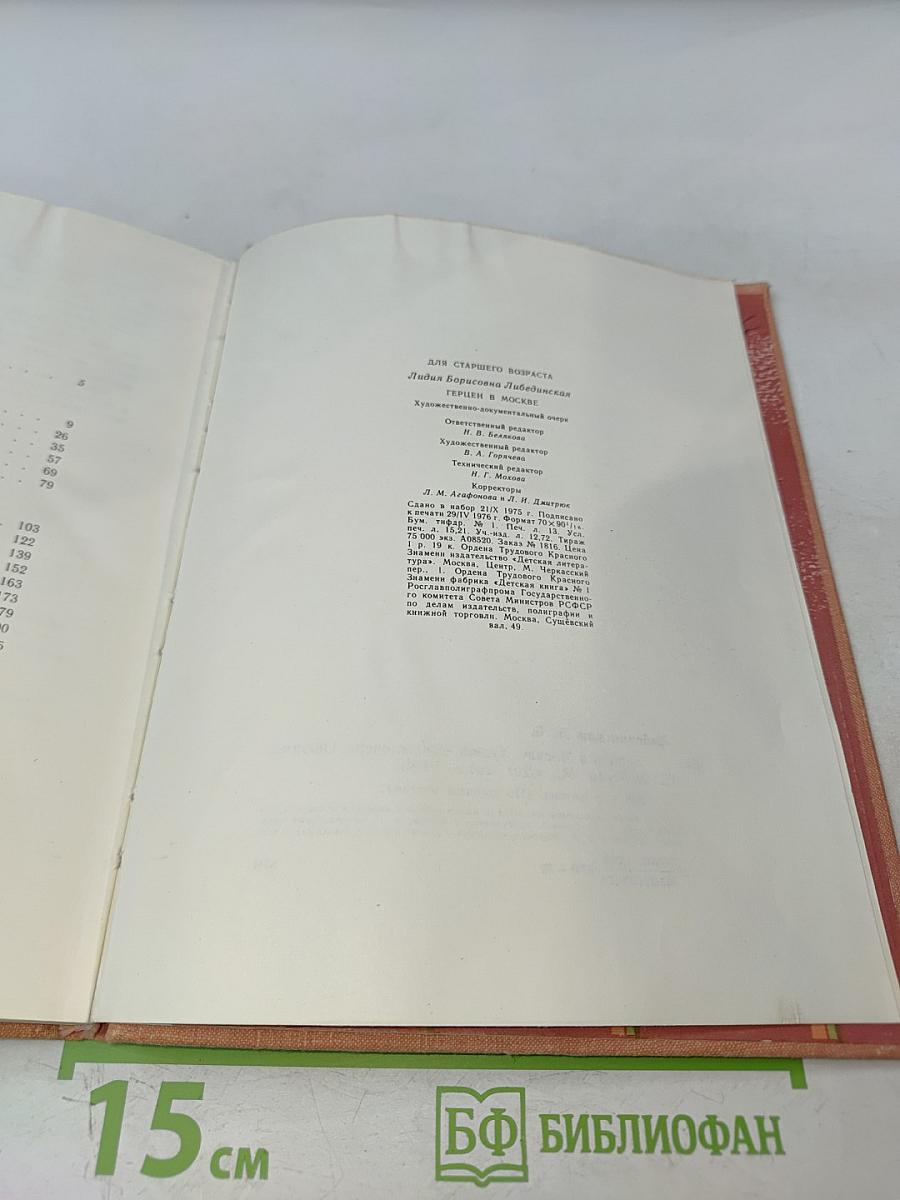 5
9
26
35
57
69
79
103
122
139
152
163
173
79
ДЛЯ СТАРШЕГО ВОЗРАСТА
Лидия Борисовна Либединская
ГЕРЦЕН В МОСКВЕ
Художественно-документальный очерк
Ответственный редактор
Н. В. Белякова
Художественный редактор
В. А. Горячева
Технический редактор
Н. Г. Мохова
Корректоры
Л. М. Агафонова и Л. И. Дмитрюк
Сдано в набор 21/X 1975 г. Подписано
к печати 29/IV 1976 г. Формат 70×90¹/₁₆.
Бум. тифдр. № 1. Печ. л. 13. Усл.
печ. л. 15,21. Уч.-изд. л. 12,72. Тираж
75 000 экз. А08520. Заказ № 1816. Цена
1 р. 19 к. Ордена Трудового Красного
Знамени издательство «Детская литера-
тура». Москва, Центр, М. Черкасский
пер., 1. Ордена Трудового Красного
Знамени фабрика «Детская книга» № 1
Росглавполиграфпрома Государственно-
го комитета Совета Министров РСФСР
по делам издательств, полиграфии и
книжной торговли. Москва, Сущёвский
вал, 49.
15 см
БФ БИБЛИОФАН